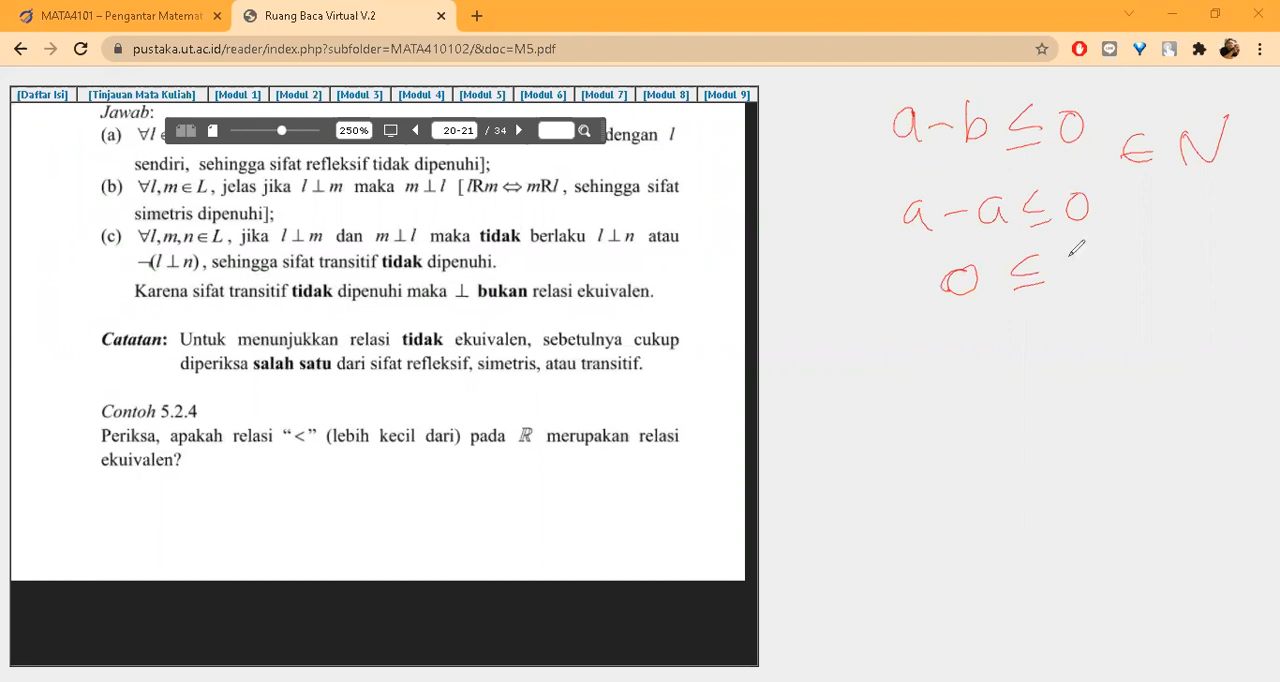 MATA4101 – Pengantar Matemat
Ruang Baca Virtual V.2
pustaka.ut.ac.id/reader/index.php?subfolder=MATA410102/&doc=M5.pdf
[Daftar Isi] [Tinjauan Mata Kuliah] [Modul 1] [Modul 2] [Modul 3] [Modul 4] [Modul 5] [Modul 6] [Modul 7] [Modul 8] [Modul 9]
250% 20-21 / 34
Jawab:
(a) ∀l ∈ dengan l
sendiri, sehingga sifat refleksif tidak dipenuhi];
(b) ∀l, m ∈ L, jelas jika l ⊥ m maka m ⊥ l [ lRm ⇔ mRl, sehingga sifat
simetris dipenuhi];
(c) ∀l, m, n ∈ L, jika l ⊥ m dan m ⊥ l maka tidak berlaku l ⊥ n atau
¬(l ⊥ n), sehingga sifat transitif tidak dipenuhi.
Karena sifat transitif tidak dipenuhi maka ⊥ bukan relasi ekuivalen.
Catatan: Untuk menunjukkan relasi tidak ekuivalen, sebetulnya cukup
diperiksa salah satu dari sifat refleksif, simetris, atau transitif.
Contoh 5.2.4
Periksa, apakah relasi “<” (lebih kecil dari) pada ℝ merupakan relasi
ekuivalen?
a - b ≤ 0 ∈ N
a - a ≤ 0
0 ≤